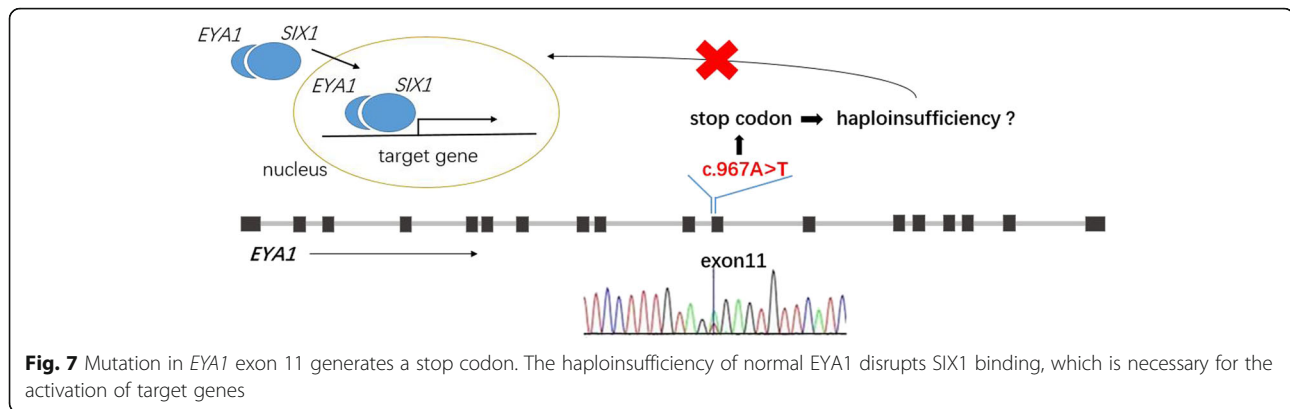 EYA1 SIX1
EYA1 SIX1
target gene
nucleus
stop codon ➡ haploinsufficiency ?
c.967A>T
EYA1
exon11
Fig. 7 Mutation in EYA1 exon 11 generates a stop codon. The haploinsufficiency of normal EYA1 disrupts SIX1 binding, which is necessary for the
activation of target genes